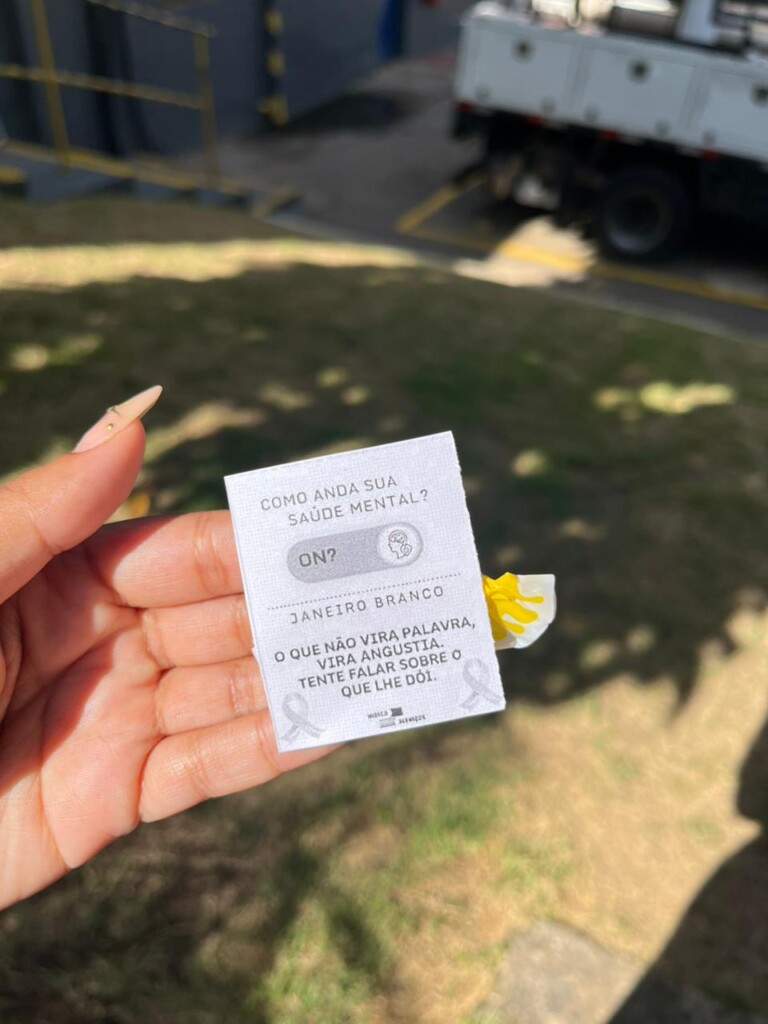 COMO ANDA SUA
SAÚDE MENTAL?
ON?
JANEIRO BRANCO
O QUE NÃO VIRA PALAVRA,
VIRA ANGUSTIA.
TENTE FALAR SOBRE O
QUE LHE DÓI.